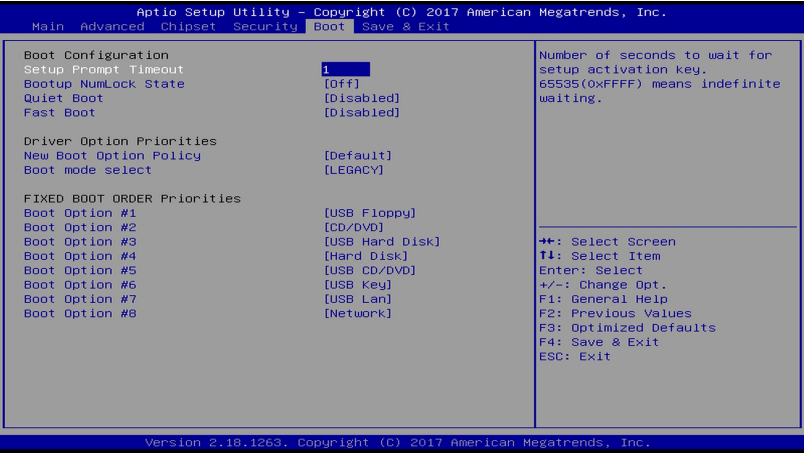 Aptio Setup Utility – Copyright (C) 2017 American Megatrends, Inc.
Main Advanced Chipset Security Boot Save & Exit
Boot Configuration
Setup Prompt Timeout 1
Bootup NumLock State [Off]
Quiet Boot [Disabled]
Fast Boot [Disabled]
Driver Option Priorities
New Boot Option Policy [Default]
Boot mode select [LEGACY]
FIXED BOOT ORDER Priorities
Boot Option #1 [USB Floppy]
Boot Option #2 [CD/DVD]
Boot Option #3 [USB Hard Disk]
Boot Option #4 [Hard Disk]
Boot Option #5 [USB CD/DVD]
Boot Option #6 [USB Key]
Boot Option #7 [USB Lan]
Boot Option #8 [Network]
Number of seconds to wait for
setup activation key.
65535(0xFFFF) means indefinite
waiting.
→←: Select Screen
↑↓: Select Item
Enter: Select
+/-: Change Opt.
F1: General Help
F2: Previous Values
F3: Optimized Defaults
F4: Save & Exit
ESC: Exit
Version 2.18.1263. Copyright (C) 2017 American Megatrends, Inc.